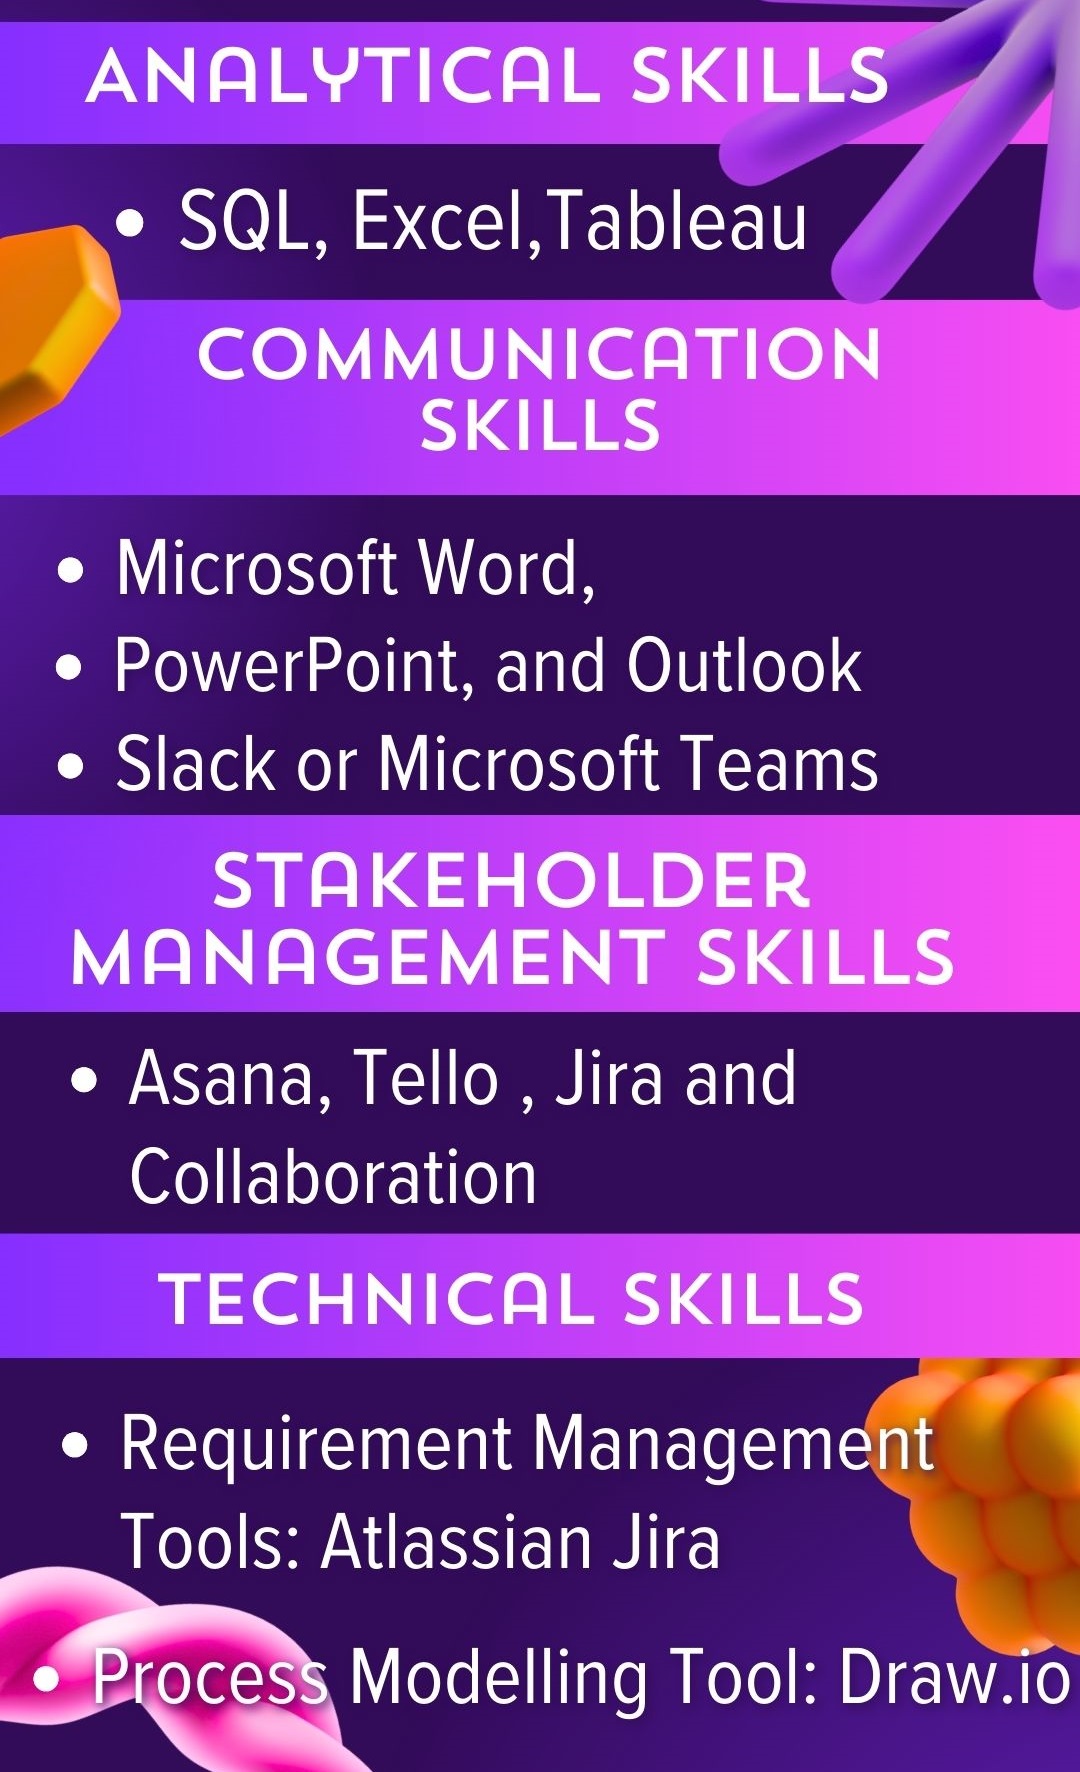 ANALYTICAL SKILLS
• SQL, Excel,Tableau
COMMUNICATION
SKILLS
• Microsoft Word,
• PowerPoint, and Outlook
• Slack or Microsoft Teams
STAKEHOLDER
MANAGEMENT SKILLS
• Asana, Tello , Jira and
Collaboration
TECHNICAL SKILLS
• Requirement Management
Tools: Atlassian Jira
• Process Modelling Tool: Draw.io